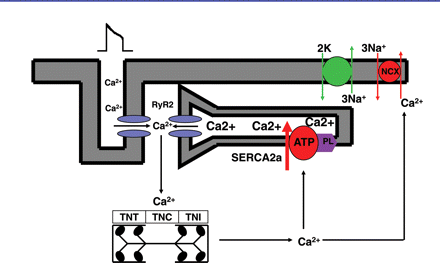 2K 3Na⁺
NCX
Ca²⁺
3Na⁺
Ca²⁺
Ca²⁺
RyR2
Ca²⁺
Ca2+ Ca2+ Ca2+
ATP PL
SERCA2a
Ca²⁺
TNT TNC TNI
Ca²⁺